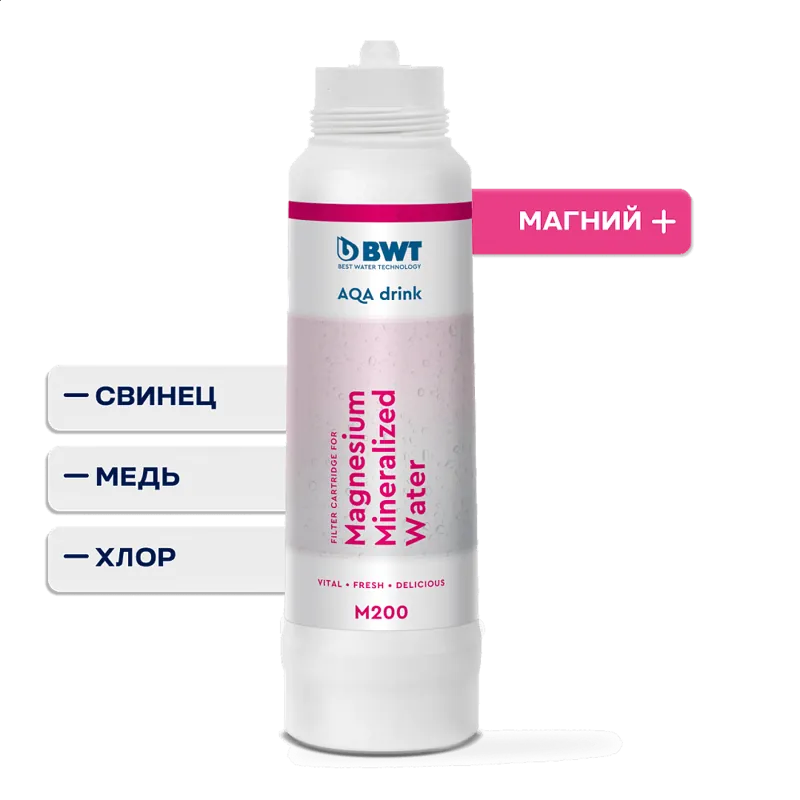 МАГНИЙ +
BWT
BEST WATER TECHNOLOGY
AQA drink
— СВИНЕЦ
— МЕДЬ
— ХЛОР
FILTER CARTRIDGE FOR
Magnesium
Mineralized
Water
VITAL • FRESH • DELICIOUS
M200